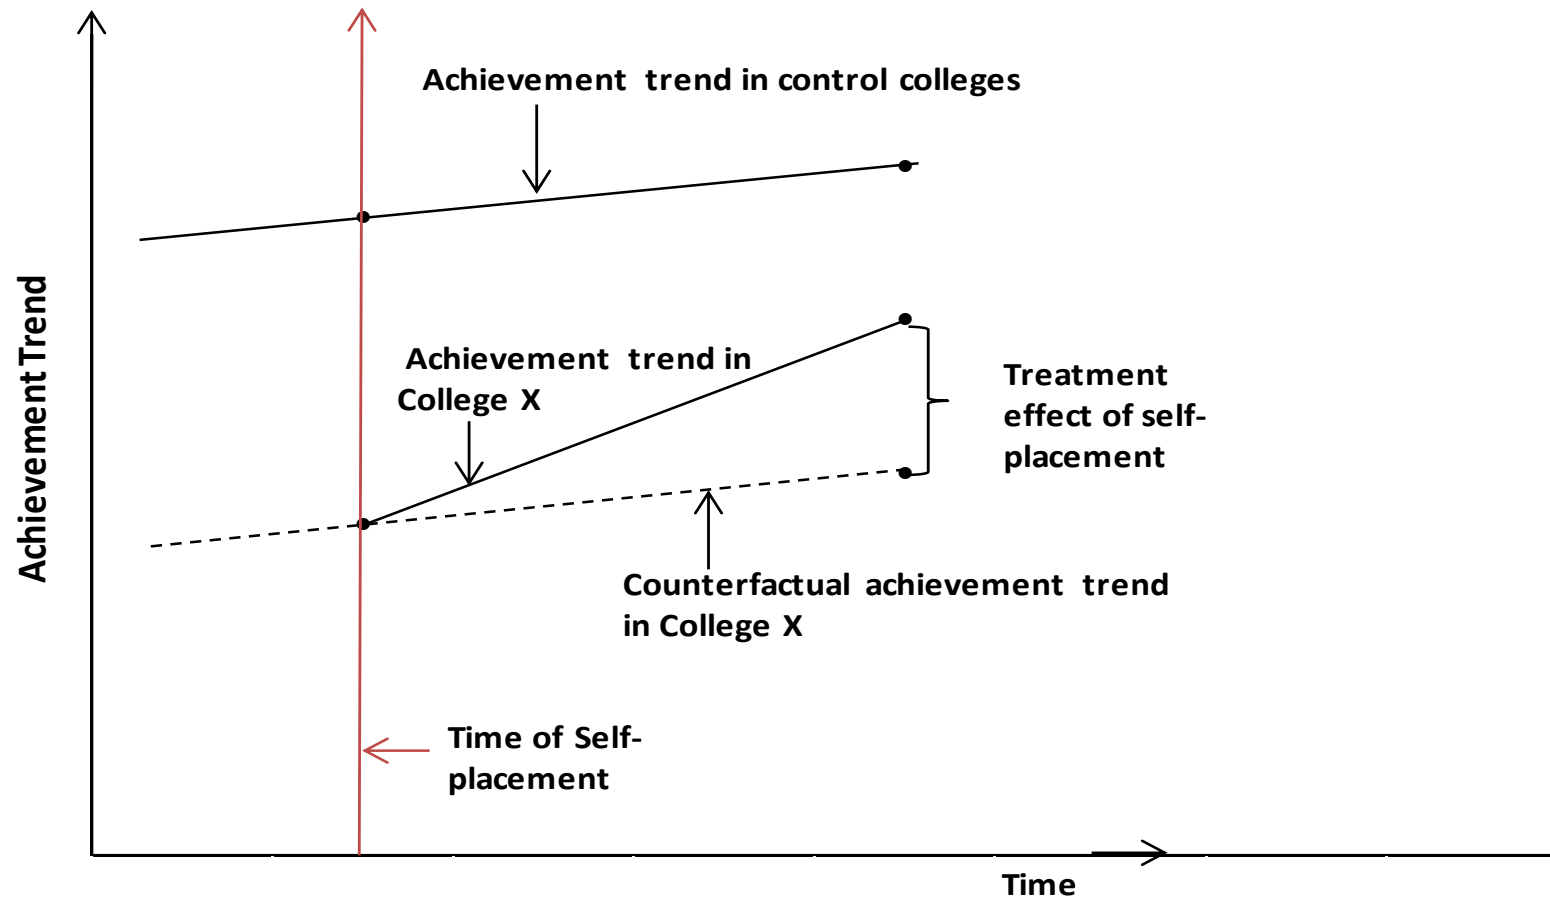 Achievement trend in control colleges
Achievement Trend
Achievement trend in
College X
Treatment
effect of self-
placement
Counterfactual achievement trend
in College X
Time of Self-
placement
Time